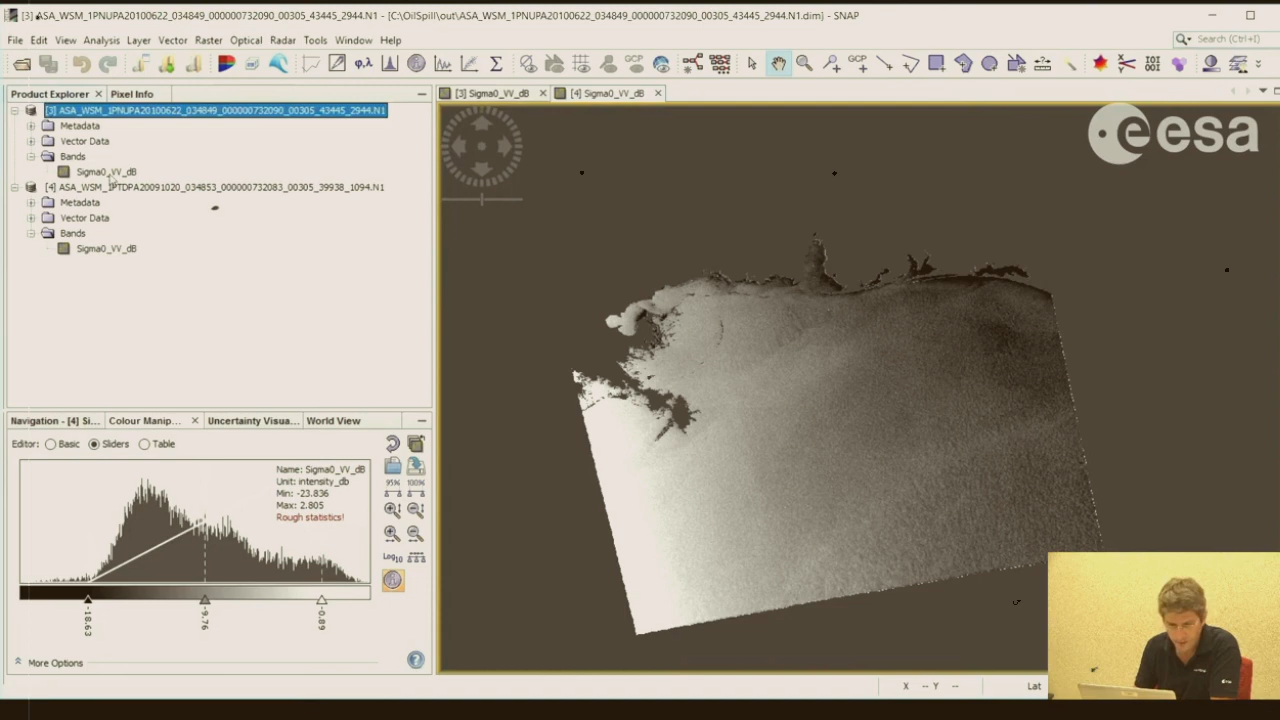 [3] ASA_WSM_1PNUPA20100622_034849_000000732090_00305_43445_2944.N1 - [C:\OilSpill\out\ASA_WSM_1PNUPA20100622_034849_000000732090_00305_43445_2944.N1.dim] - SNAP
File Edit View Analysis Layer Vector Raster Optical Radar Tools Window Help
Search (Ctrl+I)
Product Explorer Pixel Info
[3] Sigma0_VV_dB [4] Sigma0_VV_dB
[3] ASA_WSM_1PNUPA20100622_034849_000000732090_00305_43445_2944.N1
Metadata
Vector Data
Bands
Sigma0_VV_dB
[4] ASA_WSM_1PTDPA20091020_034853_000000732083_00305_39938_1094.N1
Metadata
Vector Data
Bands
Sigma0_VV_dB
esa
Navigation - [4] Si... Colour Manip... Uncertainty Visua... World View
Editor: Basic Sliders Table
Name: Sigma0_VV_dB
Unit: intensity_db
Min: -23.836
Max: 2.805
Rough statistics!
95% 100%
Log10
-18.63 -9.76 -0.89
More Options
X -- Y -- Lat